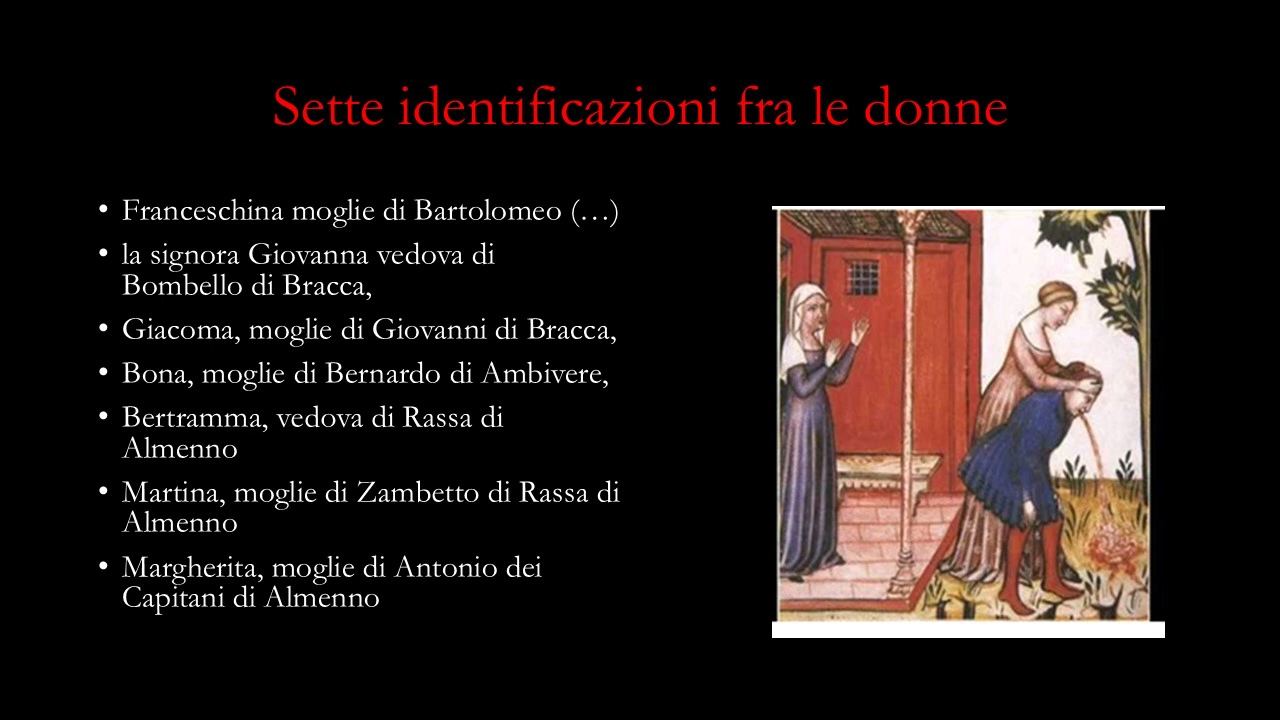 Sette identificazioni fra le donne
• Franceschina moglie di Bartolomeo (…)
• la signora Giovanna vedova di
Bombello di Bracca,
• Giacoma, moglie di Giovanni di Bracca,
• Bona, moglie di Bernardo di Ambivere,
• Bertramma, vedova di Rassa di
Almenno
• Martina, moglie di Zambetto di Rassa di
Almenno
• Margherita, moglie di Antonio dei
Capitani di Almenno